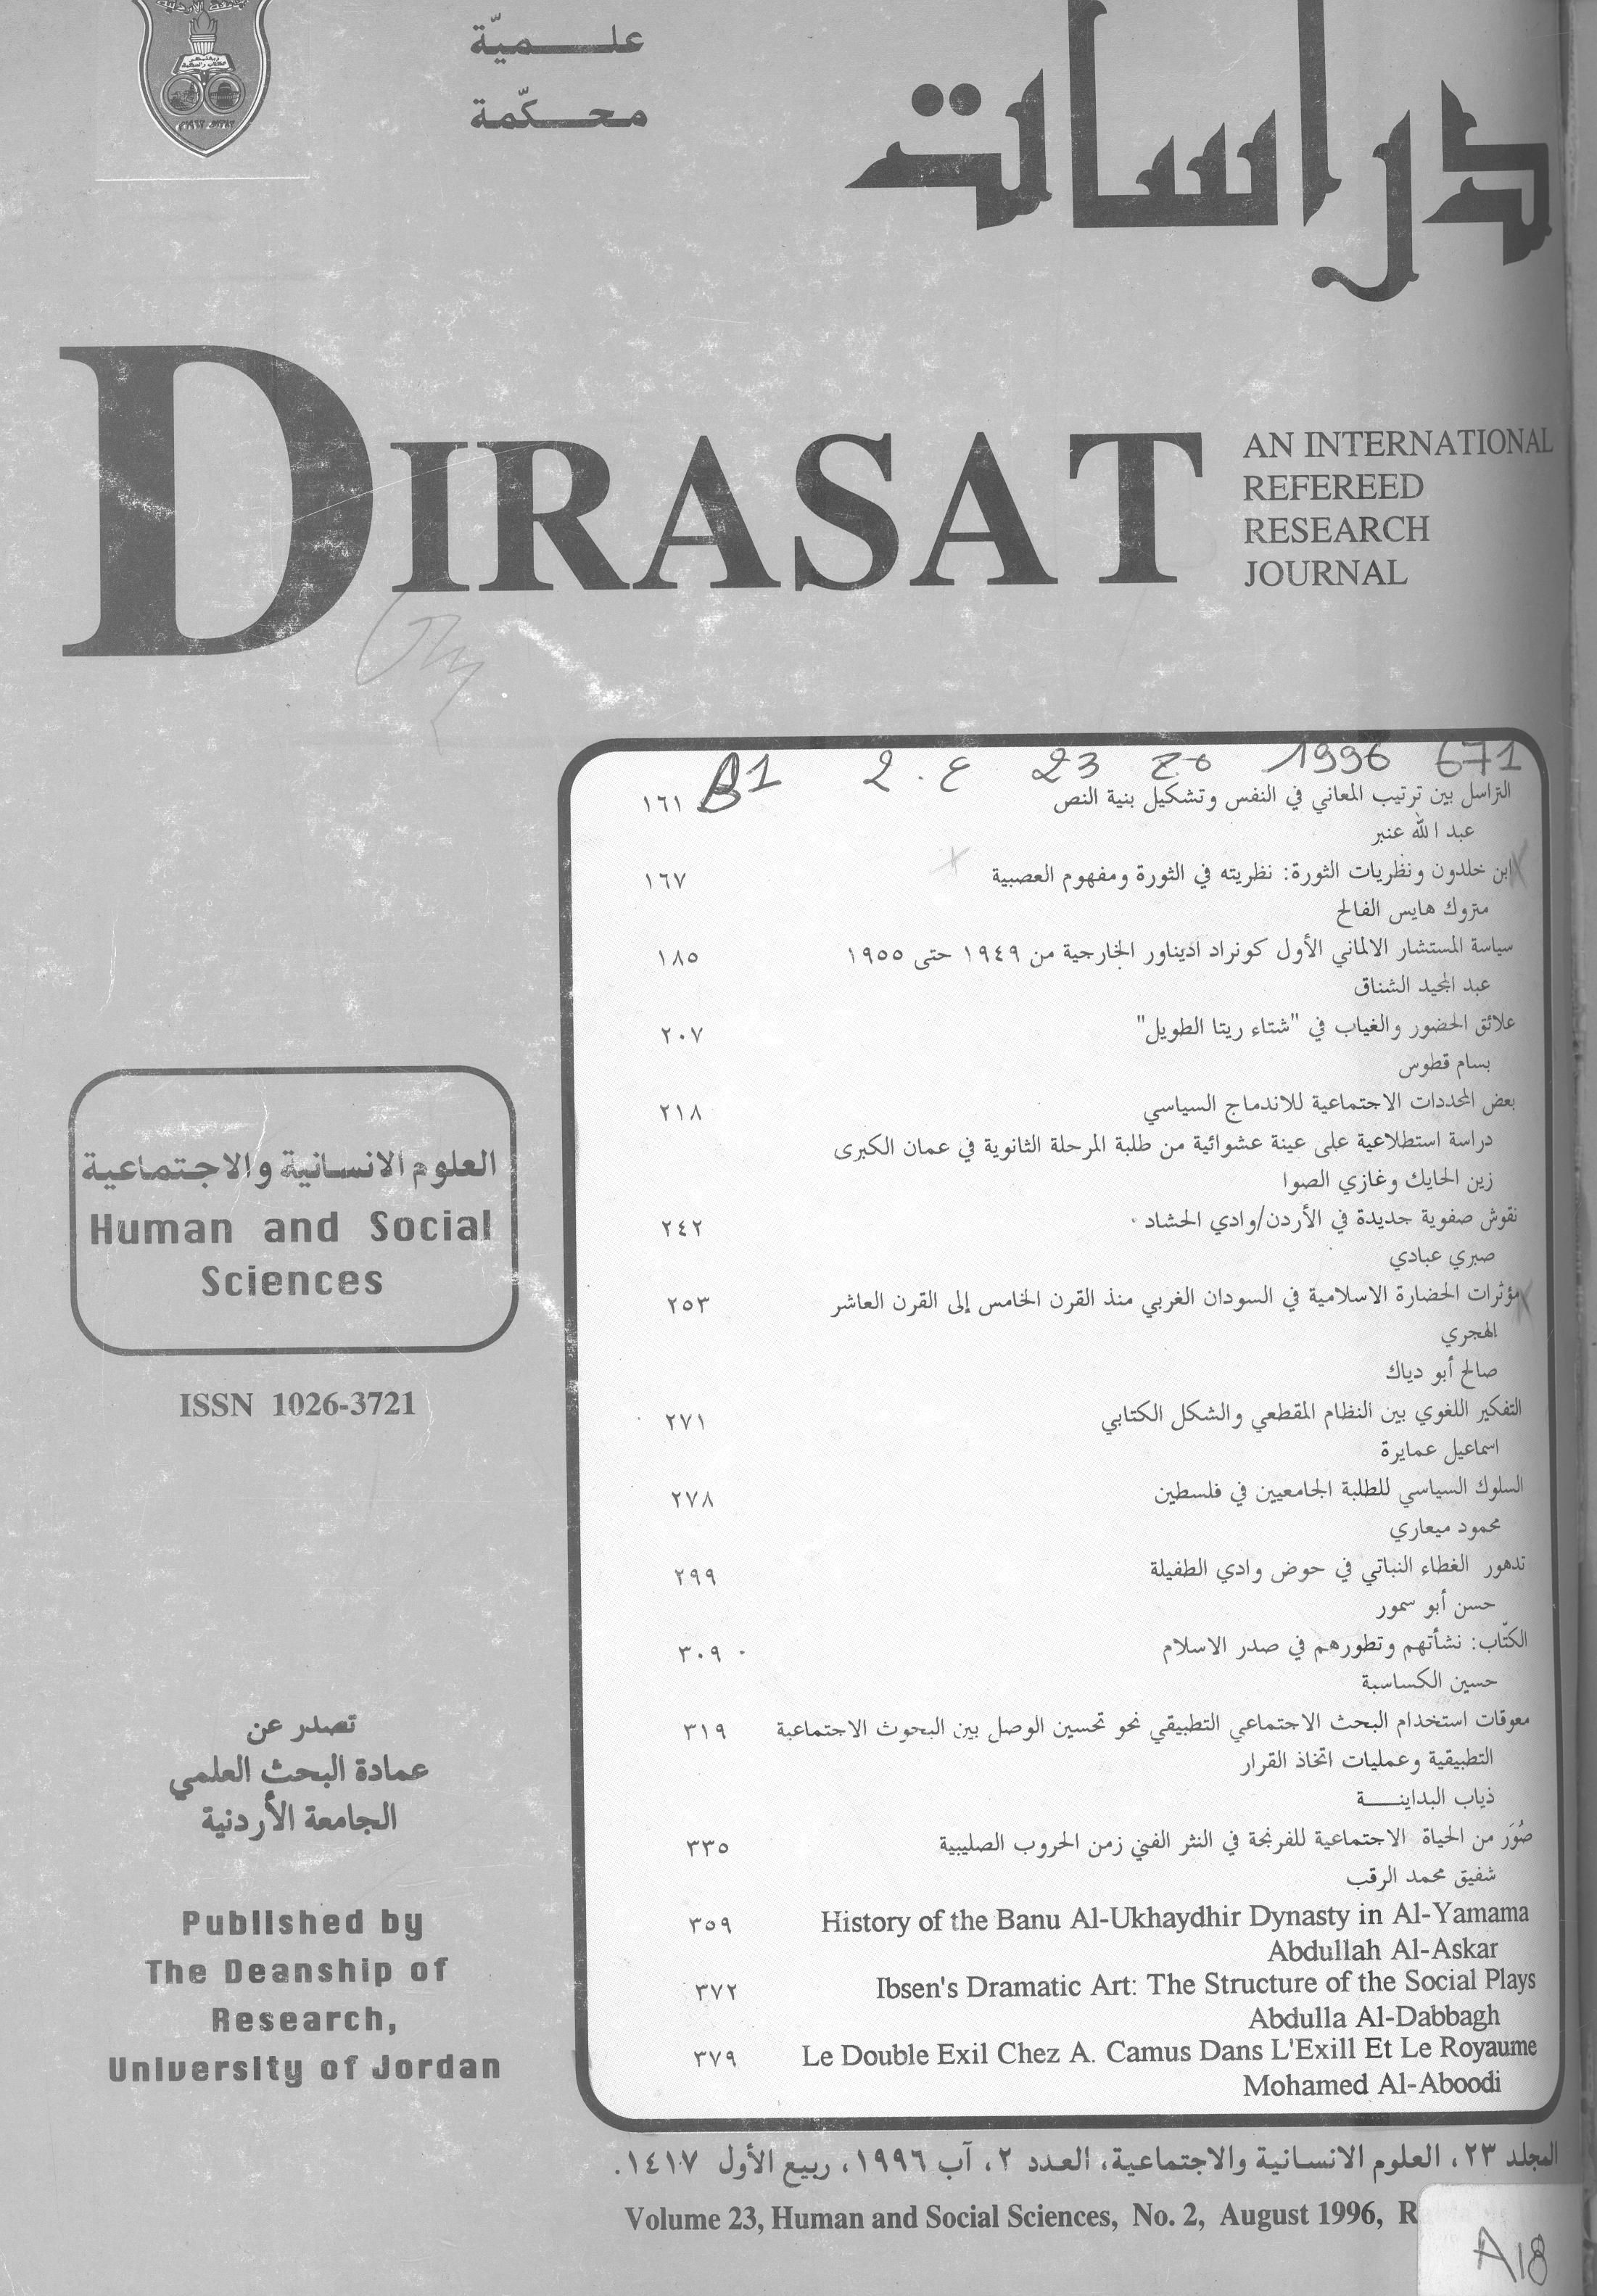 علـــمـيّة
محــكّمة
دراسات
DIRASAT
AN INTERNATIONAL
REFEREED
RESEARCH
JOURNAL
B1 2 . ع 23 مج 1996 671
التراسل بين ترتيب المعاني في النفس وتشكيل بنية النص ١٦١
عبد الله عنبر
ابن خلدون ونظريات الثورة: نظريته في الثورة ومفهوم العصبية ١٦٧
متروك هايس الفالح
سياسة المستشار الالماني الأول كونراد اديناور الخارجية من ١٩٤٩ حتى ١٩٥٥ ١٨٥
عبد المجيد الشناق
علائق الحضور والغياب في "شتاء ريتا الطويل" ٢٠٧
بسام قطوس
بعض المحددات الاجتماعية للاندماج السياسي ٢١٨
دراسة استطلاعية على عينة عشوائية من طلبة المرحلة الثانوية في عمان الكبرى
زين الحايك وغازي الصوا
نقوش صفوية جديدة في الأردن/وادي الحشاد ٢٤٢
صبري عبادي
مؤثرات الحضارة الاسلامية في السودان الغربي منذ القرن الخامس إلى القرن العاشر ٢٥٣
الهجري
صالح أبو دياك
التفكير اللغوي بين النظام المقطعي والشكل الكتابي ٢٧١
اسماعيل عمايرة
السلوك السياسي للطلبة الجامعيين في فلسطين ٢٧٨
محمود ميعاري
تدهور الغطاء النباتي في حوض وادي الطفيلة ٢٩٩
حسن أبو سمور
الكتّاب: نشأتهم وتطورهم في صدر الاسلام ٣٠٩
حسين الكساسبة
معوقات استخدام البحث الاجتماعي التطبيقي نحو تحسين الوصل بين البحوث الاجتماعية ٣١٩
التطبيقية وعمليات اتخاذ القرار
ذياب البداينـــة
صُوَر من الحياة الاجتماعية للفرنجة في النثر الفني زمن الحروب الصليبية ٣٣٥
شفيق محمد الرقب
History of the Banu Al-Ukhaydhir Dynasty in Al-Yamama ٣٥٩
Abdullah Al-Askar
Ibsen's Dramatic Art: The Structure of the Social Plays ٣٧٢
Abdulla Al-Dabbagh
Le Double Exil Chez A. Camus Dans L'Exill Et Le Royaume ٣٧٩
Mohamed Al-Aboodi
العلوم الانسانية والاجتماعية
Human and Social
Sciences
ISSN 1026-3721
تصدر عن
عمادة البحث العلمي
الجامعة الأردنية
Published by
The Deanship of
Research,
University of Jordan
المجلد ٢٣، العلوم الانسانية والاجتماعية، العدد ٢، آب ١٩٩٦، ربيع الأول ١٤١٧.
Volume 23, Human and Social Sciences, No. 2, August 1996,
A18